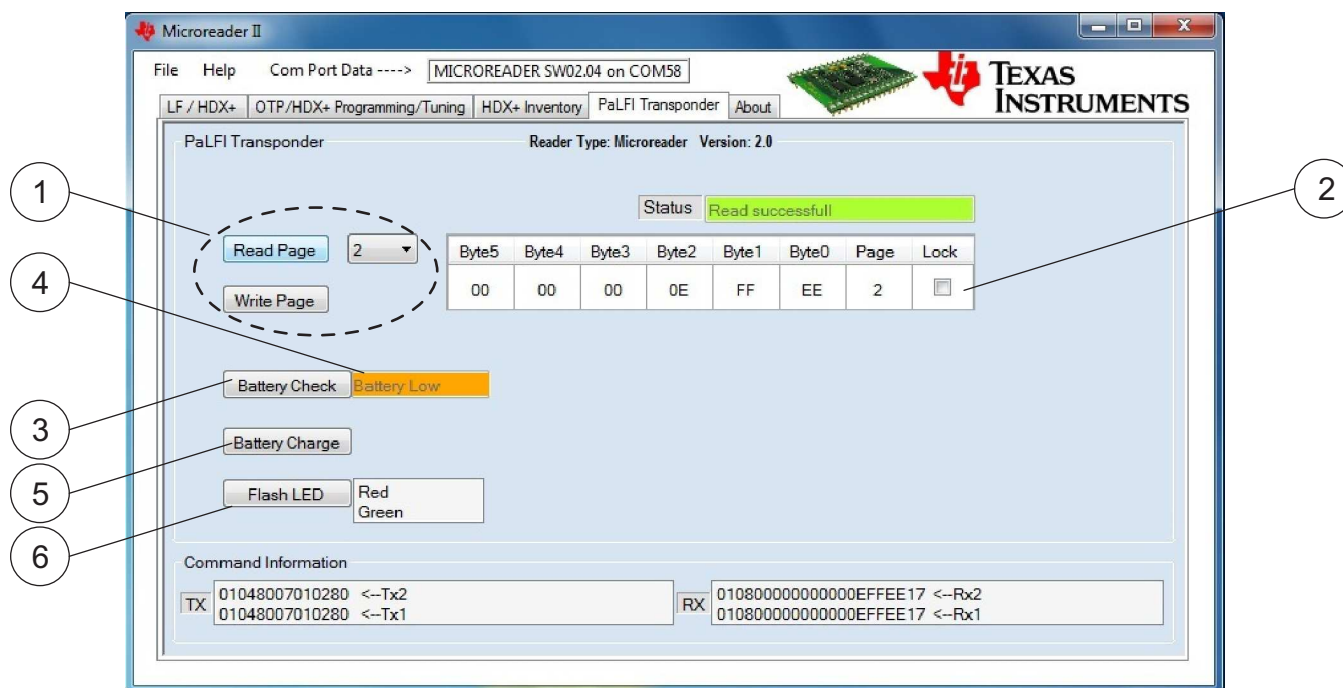 Microreader II
File Help Com Port Data ----> MICROREADER SW02.04 on COM58
TEXAS INSTRUMENTS
LF / HDX+ OTP/HDX+ Programming/Tuning HDX+ Inventory PaLFI Transponder About
PaLFI Transponder Reader Type: Microreader Version: 2.0
1
2
Status Read successfull
Read Page 2
Byte5 Byte4 Byte3 Byte2 Byte1 Byte0 Page Lock
4
Write Page
00 00 00 0E FF EE 2
Battery Check Battery Low
3
Battery Charge
5
Flash LED Red
Green
6
Command Information
TX 01048007010280 <--Tx2
01048007010280 <--Tx1
RX 010800000000000EFFEE17 <--Rx2
010800000000000EFFEE17 <--Rx1